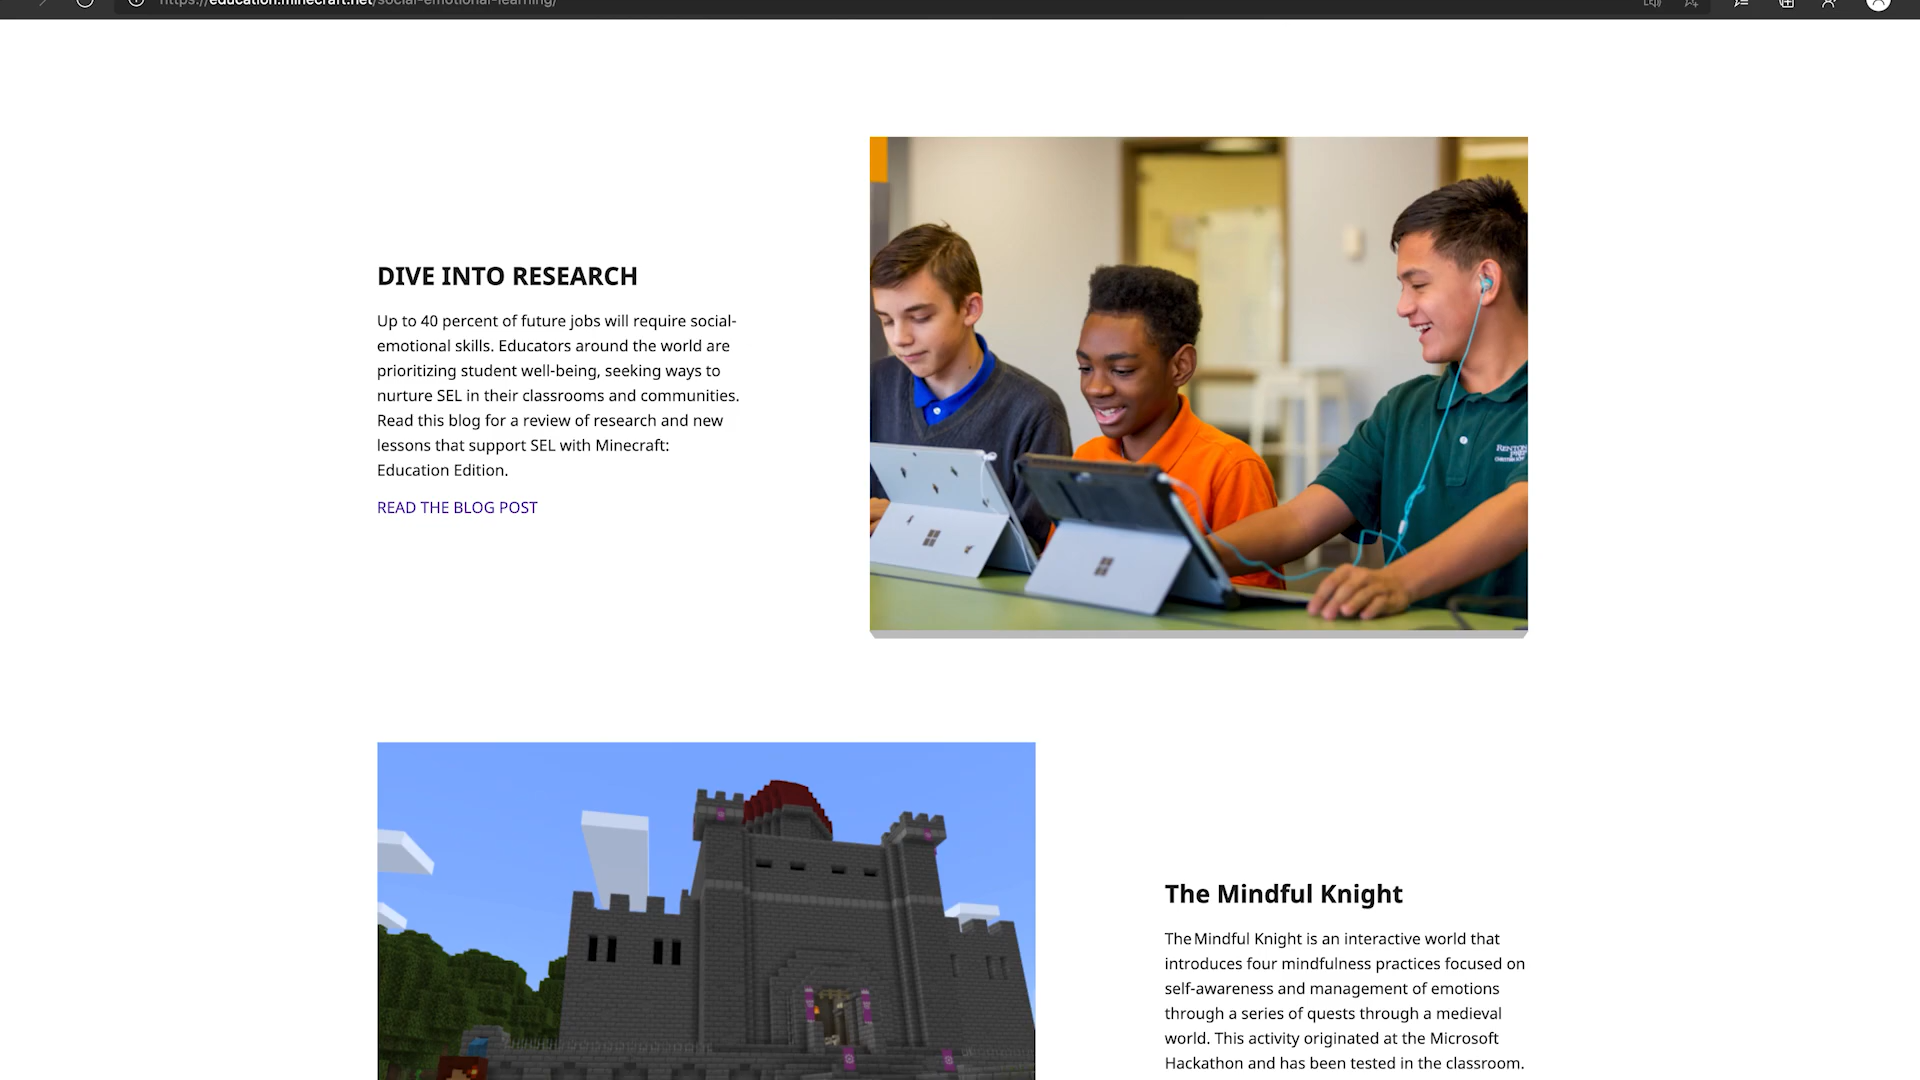 https://education.minecraft.net/social-emotional-learning/
DIVE INTO RESEARCH
Up to 40 percent of future jobs will require social-
emotional skills. Educators around the world are
prioritizing student well-being, seeking ways to
nurture SEL in their classrooms and communities.
Read this blog for a review of research and new
lessons that support SEL with Minecraft:
Education Edition.
READ THE BLOG POST
RENTON
PREP
The Mindful Knight
The Mindful Knight is an interactive world that
introduces four mindfulness practices focused on
self-awareness and management of emotions
through a series of quests through a medieval
world. This activity originated at the Microsoft
Hackathon and has been tested in the classroom.